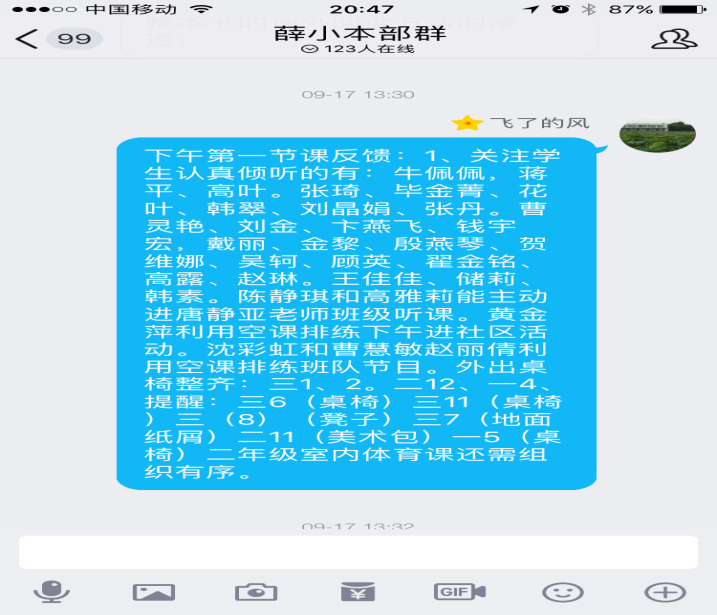 中国移动
20:47
87%
99
薛小本部群
123人在线
09-17 13:30
飞了的风
下午第一节课反馈：1、关注学
生认真倾听的有：牛佩佩，蒋
平、高叶。张琦、毕金菁、花
叶、韩翠、刘晶娟、张丹。曹
灵艳、刘金、卞燕飞、钱宇
宏，戴丽、金黎、殷燕琴、贺
维娜、吴轲、顾英、翟金铭、
高露、赵琳。王佳佳、储莉、
韩素。陈静琪和高雅莉能主动
进唐静亚老师班级听课。黄金
萍利用空课排练下午进社区活
动。沈彩虹和曹慧敏赵丽倩利
用空课排练班队节目。外出桌
椅整齐：三1、2。二12、一4、
提醒：三6（桌椅）三11（桌椅
）三（8）（凳子）三7（地面
纸屑）二11（美术包）一5（桌
椅）二年级室内体育课还需组
织有序。
09-17 13:32
GIF